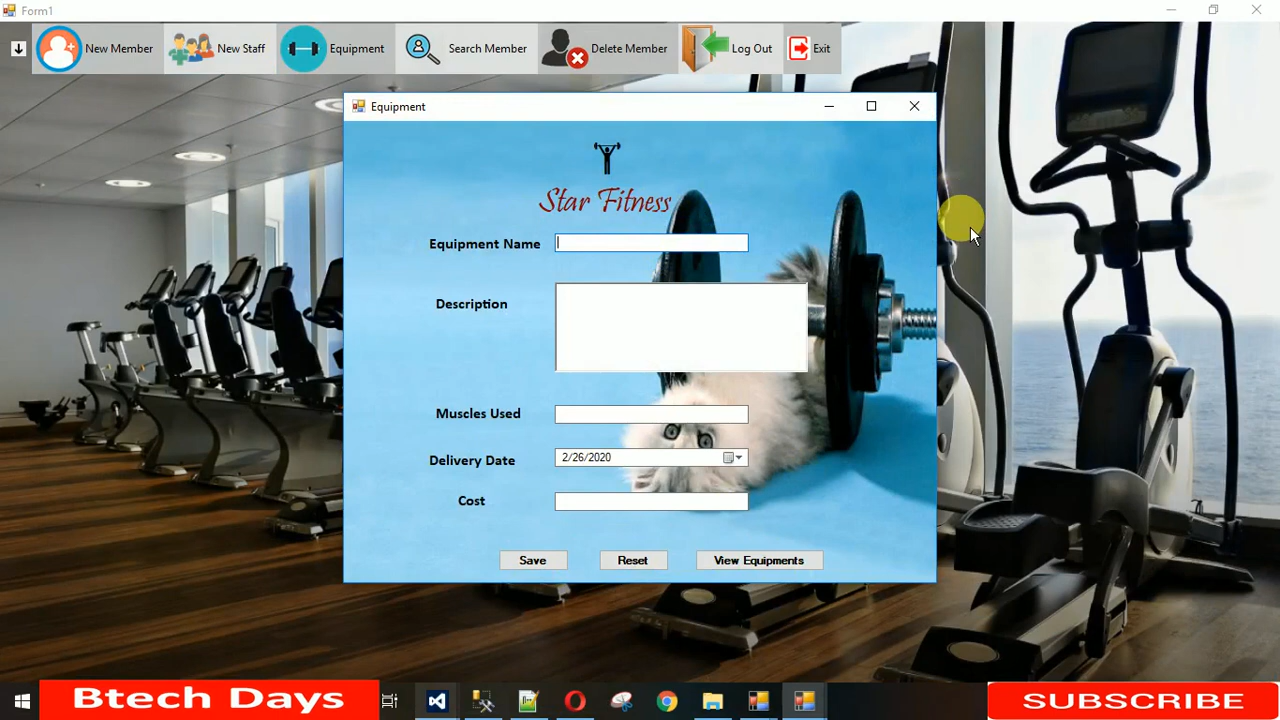 Form1
New Member
New Staff
Equipment
Search Member
Delete Member
Log Out
Exit
Equipment
Star Fitness
Equipment Name
Description
Muscles Used
Delivery Date
2/26/2020
Cost
Save
Reset
View Equipments
Btech Days
SUBSCRIBE